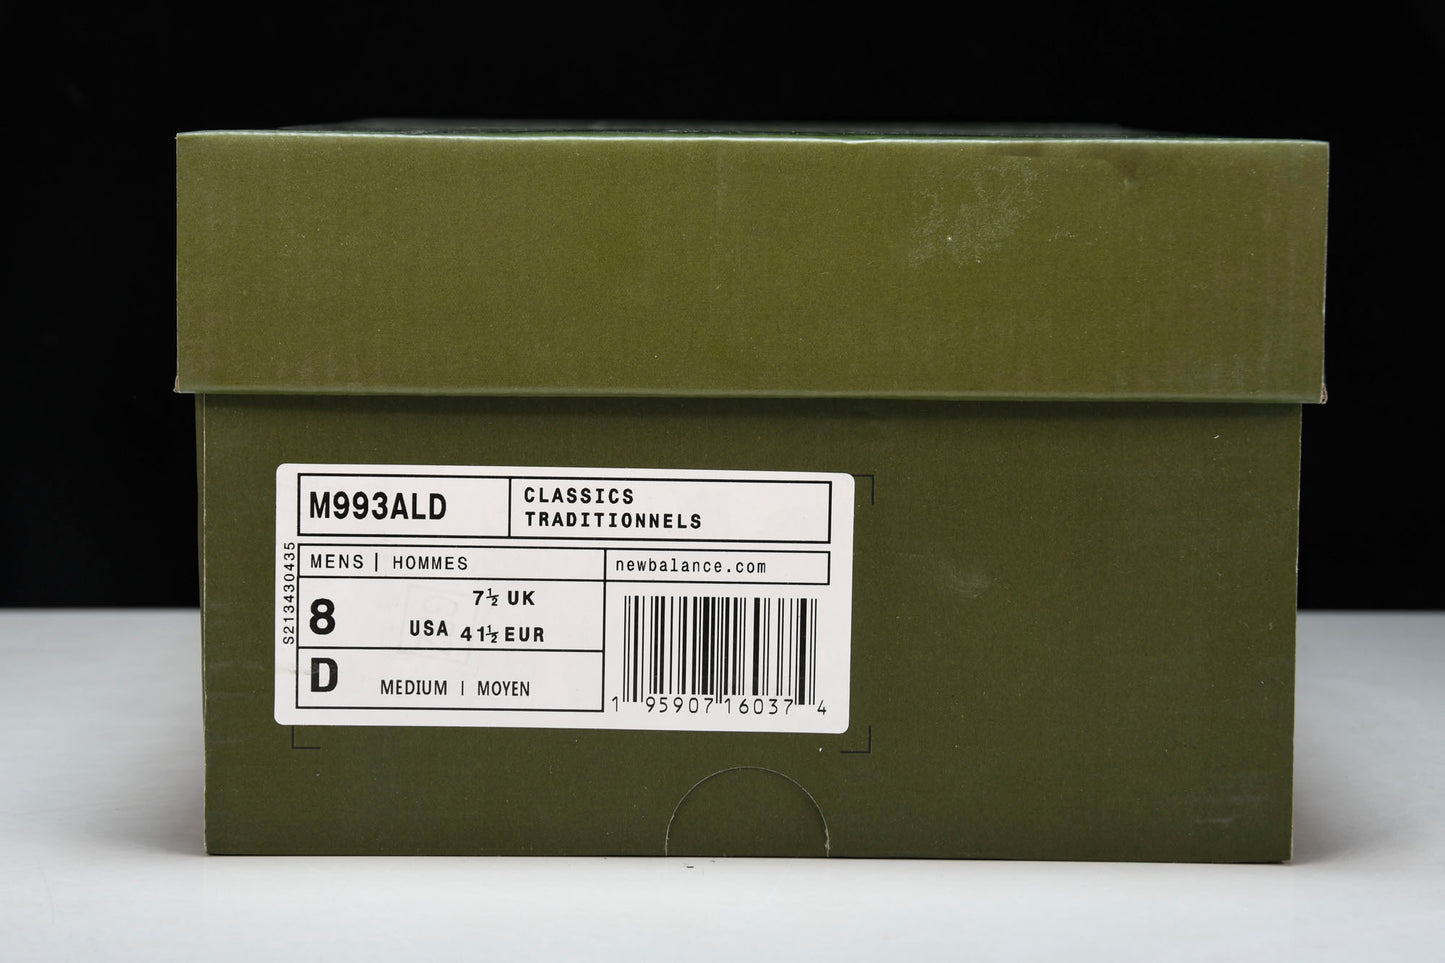 M993ALD
CLASSICS
TRADITIONNELS
MENS | HOMMES
newbalance.com
S213430435
8
7½ UK
USA 41½ EUR
D
MEDIUM | MOYEN
1 95907 16037 4